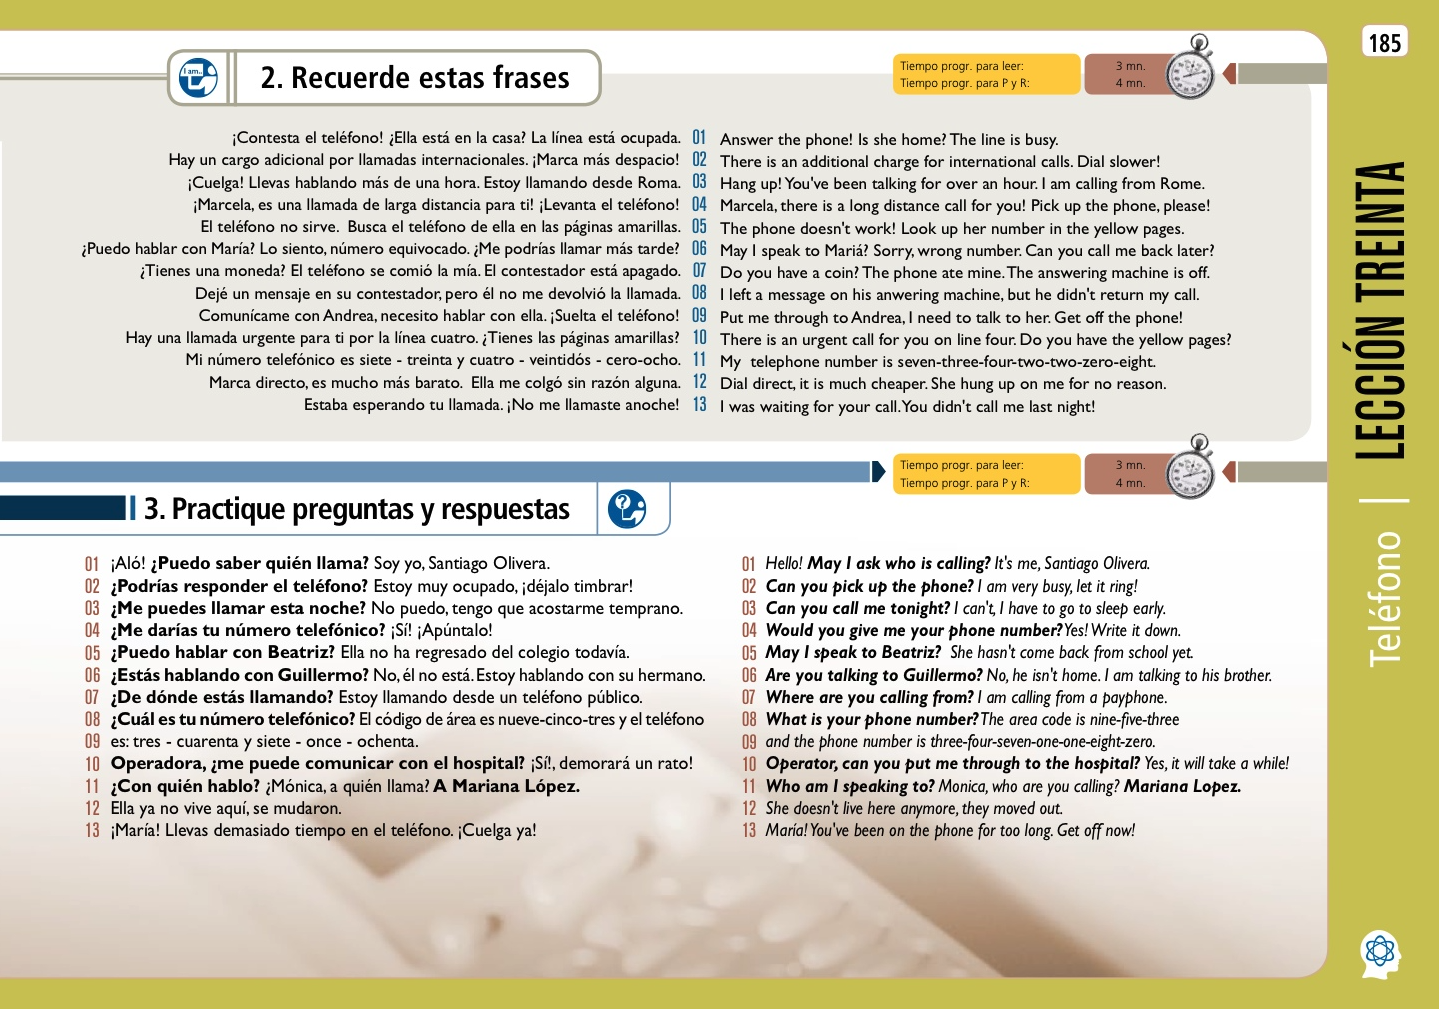 185
I am...
2. Recuerde estas frases
Tiempo progr. para leer: 3 mn.
Tiempo progr. para P y R: 4 mn.
¡Contesta el teléfono! ¿Ella está en la casa? La línea está ocupada. 01 Answer the phone! Is she home? The line is busy.
Hay un cargo adicional por llamadas internacionales. ¡Marca más despacio! 02 There is an additional charge for international calls. Dial slower!
¡Cuelga! Llevas hablando más de una hora. Estoy llamando desde Roma. 03 Hang up! You've been talking for over an hour. I am calling from Rome.
¡Marcela, es una llamada de larga distancia para ti! ¡Levanta el teléfono! 04 Marcela, there is a long distance call for you! Pick up the phone, please!
El teléfono no sirve. Busca el teléfono de ella en las páginas amarillas. 05 The phone doesn't work! Look up her number in the yellow pages.
¿Puedo hablar con María? Lo siento, número equivocado. ¿Me podrías llamar más tarde? 06 May I speak to Mariá? Sorry, wrong number. Can you call me back later?
¿Tienes una moneda? El teléfono se comió la mía. El contestador está apagado. 07 Do you have a coin? The phone ate mine. The answering machine is off.
Dejé un mensaje en su contestador, pero él no me devolvió la llamada. 08 I left a message on his anwering machine, but he didn't return my call.
Comunícame con Andrea, necesito hablar con ella. ¡Suelta el teléfono! 09 Put me through to Andrea, I need to talk to her. Get off the phone!
Hay una llamada urgente para ti por la línea cuatro. ¿Tienes las páginas amarillas? 10 There is an urgent call for you on line four. Do you have the yellow pages?
Mi número telefónico es siete - treinta y cuatro - veintidós - cero-ocho. 11 My telephone number is seven-three-four-two-two-zero-eight.
Marca directo, es mucho más barato. Ella me colgó sin razón alguna. 12 Dial direct, it is much cheaper. She hung up on me for no reason.
Estaba esperando tu llamada. ¡No me llamaste anoche! 13 I was waiting for your call. You didn't call me last night!
Tiempo progr. para leer: 3 mn.
Tiempo progr. para P y R: 4 mn.
3. Practique preguntas y respuestas
?
01 ¡Aló! ¿Puedo saber quién llama? Soy yo, Santiago Olivera.
02 ¿Podrías responder el teléfono? Estoy muy ocupado, ¡déjalo timbrar!
03 ¿Me puedes llamar esta noche? No puedo, tengo que acostarme temprano.
04 ¿Me darías tu número telefónico? ¡Sí! ¡Apúntalo!
05 ¿Puedo hablar con Beatriz? Ella no ha regresado del colegio todavía.
06 ¿Estás hablando con Guillermo? No, él no está. Estoy hablando con su hermano.
07 ¿De dónde estás llamando? Estoy llamando desde un teléfono público.
08 ¿Cuál es tu número telefónico? El código de área es nueve-cinco-tres y el teléfono
09 es: tres - cuarenta y siete - once - ochenta.
10 Operadora, ¿me puede comunicar con el hospital? ¡Sí!, demorará un rato!
11 ¿Con quién hablo? ¿Mónica, a quién llama? A Mariana López.
12 Ella ya no vive aquí, se mudaron.
13 ¡María! Llevas demasiado tiempo en el teléfono. ¡Cuelga ya!
01 Hello! May I ask who is calling? It's me, Santiago Olivera.
02 Can you pick up the phone? I am very busy, let it ring!
03 Can you call me tonight? I can't, I have to go to sleep early.
04 Would you give me your phone number? Yes! Write it down.
05 May I speak to Beatriz? She hasn't come back from school yet.
06 Are you talking to Guillermo? No, he isn't home. I am talking to his brother.
07 Where are you calling from? I am calling from a payphone.
08 What is your phone number? The area code is nine-five-three
09 and the phone number is three-four-seven-one-one-eight-zero.
10 Operator, can you put me through to the hospital? Yes, it will take a while!
11 Who am I speaking to? Monica, who are you calling? Mariana Lopez.
12 She doesn't live here anymore, they moved out.
13 María! You've been on the phone for too long. Get off now!
Teléfono | LECCIÓN TREINTA